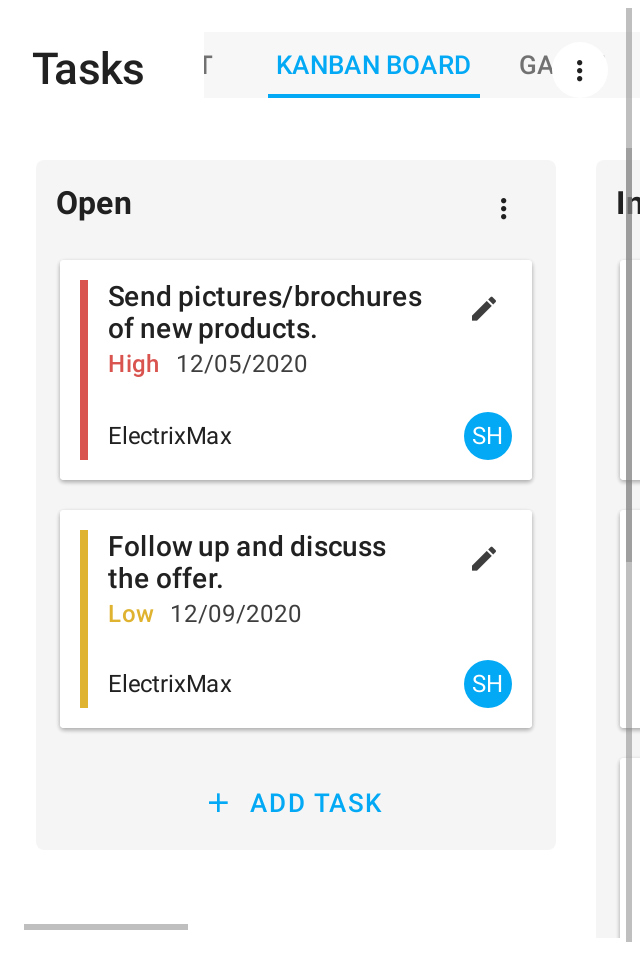 Tasks
KANBAN BOARD
Open
Send pictures/brochures
of new products.
High 12/05/2020
ElectrixMax
SH
Follow up and discuss
the offer.
Low 12/09/2020
ElectrixMax
SH
+ ADD TASK